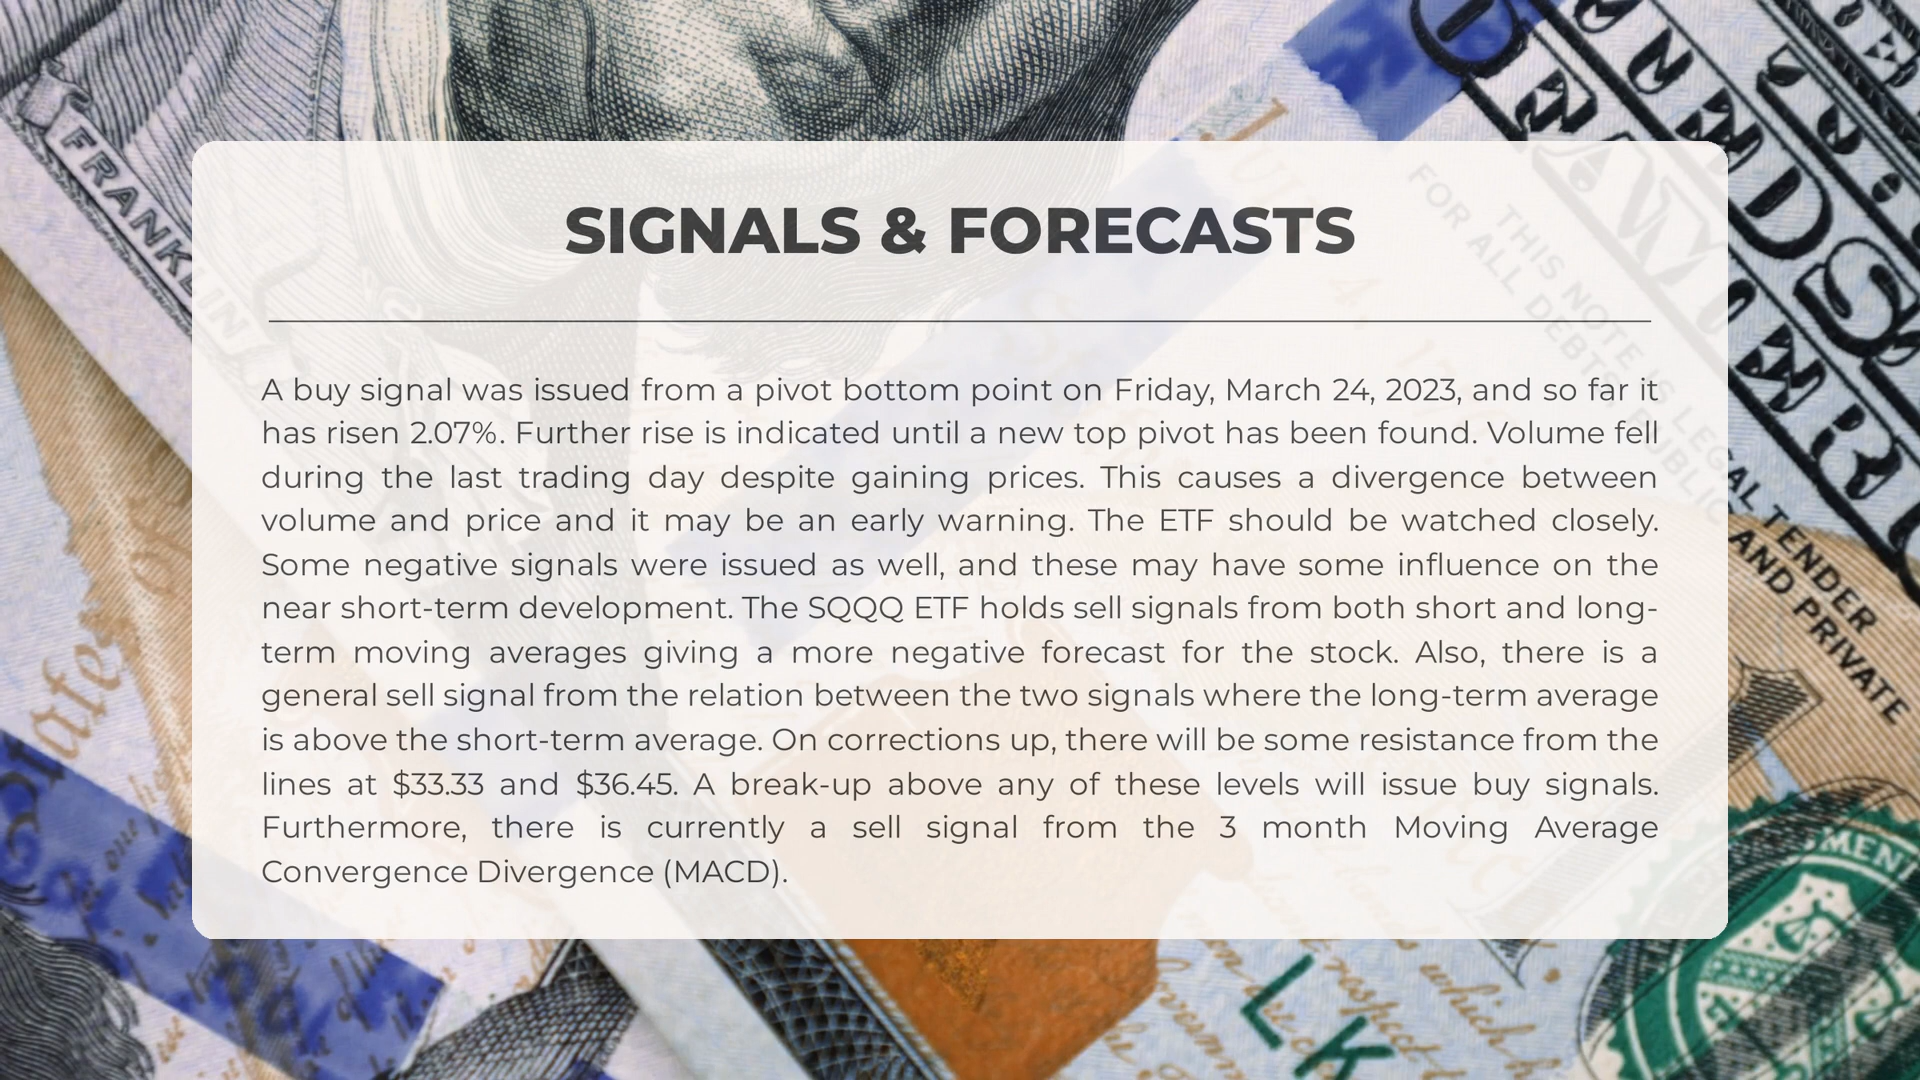 FRANKLIN
SIGNALS & FORECASTS
THIS NOTE IS LEGAL TENDER
FOR ALL DEBTS, PUBLIC AND PRIVATE
A buy signal was issued from a pivot bottom point on Friday, March 24, 2023, and so far it
has risen 2.07%. Further rise is indicated until a new top pivot has been found. Volume fell
during the last trading day despite gaining prices. This causes a divergence between
volume and price and it may be an early warning. The ETF should be watched closely.
Some negative signals were issued as well, and these may have some influence on the
near short-term development. The SQQQ ETF holds sell signals from both short and long-
term moving averages giving a more negative forecast for the stock. Also, there is a
general sell signal from the relation between the two signals where the long-term average
is above the short-term average. On corrections up, there will be some resistance from the
lines at $33.33 and $36.45. A break-up above any of these levels will issue buy signals.
Furthermore, there is currently a sell signal from the 3 month Moving Average
Convergence Divergence (MACD).